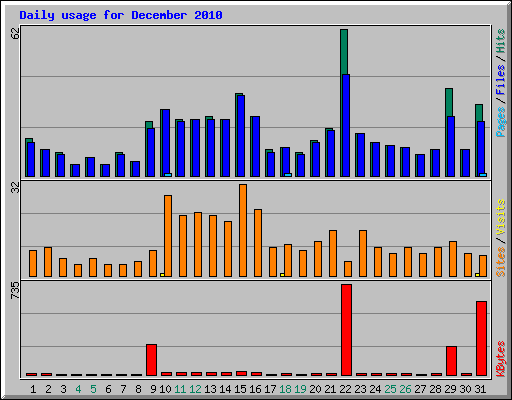 Daily usage for December 2010
62
Pages / Files / Hits
32
Sites / Visits
735
KBytes
1 2 3 4 5 6 7 8 9 10 11 12 13 14 15 16 17 18 19 20 21 22 23 24 25 26 27 28 29 30 31